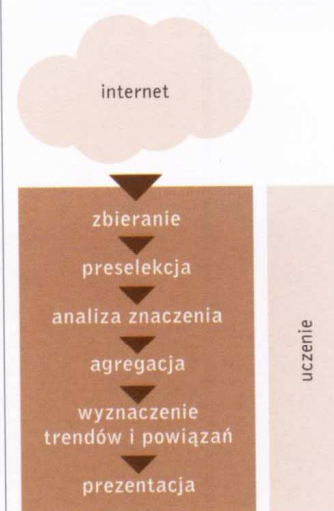 internet
zbieranie
preselekcja
analiza znaczenia
agregacja
wyznaczenie
trendów i powiązań
prezentacja
uczenie